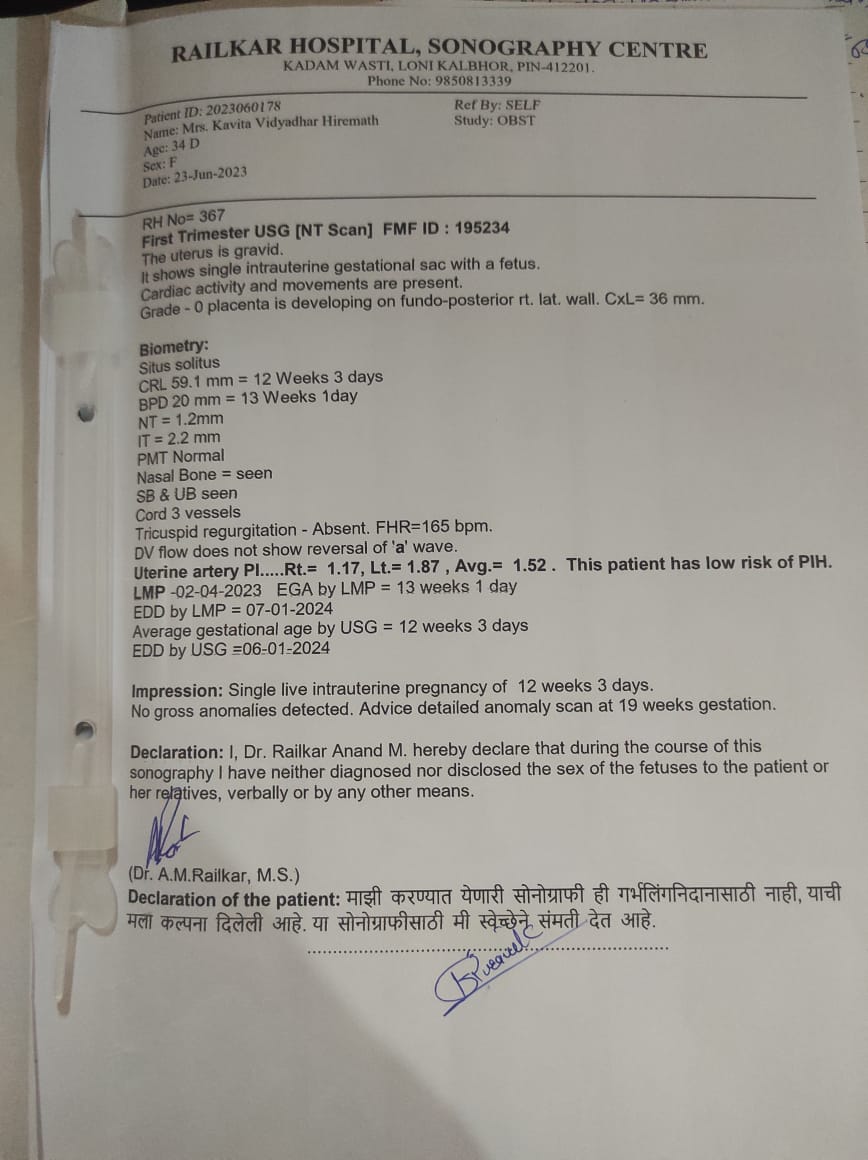 RAILKAR HOSPITAL, SONOGRAPHY CENTRE
KADAM WASTI, LONI KALBHOR, PIN-412201.
Phone No: 9850813339
Patient ID: 2023060178
Name: Mrs. Kavita Vidyadhar Hiremath
Age: 34 D
Sex: F
Date: 23-Jun-2023
Ref By: SELF
Study: OBST
RH No= 367
First Trimester USG [NT Scan] FMF ID : 195234
The uterus is gravid.
It shows single intrauterine gestational sac with a fetus.
Cardiac activity and movements are present.
Grade - 0 placenta is developing on fundo-posterior rt. lat. wall. CxL= 36 mm.
Biometry:
Situs solitus
CRL 59.1 mm = 12 Weeks 3 days
BPD 20 mm = 13 Weeks 1day
NT = 1.2mm
IT = 2.2 mm
PMT Normal
Nasal Bone = seen
SB & UB seen
Cord 3 vessels
Tricuspid regurgitation - Absent. FHR=165 bpm.
DV flow does not show reversal of 'a' wave.
Uterine artery PI.....Rt.= 1.17, Lt.= 1.87 , Avg.= 1.52 . This patient has low risk of PIH.
LMP -02-04-2023 EGA by LMP = 13 weeks 1 day
EDD by LMP = 07-01-2024
Average gestational age by USG = 12 weeks 3 days
EDD by USG =06-01-2024
Impression: Single live intrauterine pregnancy of 12 weeks 3 days.
No gross anomalies detected. Advice detailed anomaly scan at 19 weeks gestation.
Declaration: I, Dr. Railkar Anand M. hereby declare that during the course of this
sonography I have neither diagnosed nor disclosed the sex of the fetuses to the patient or
her relatives, verbally or by any other means.
(Dr. A.M.Railkar, M.S.)
Declaration of the patient: माझी करण्यात येणारी सोनोग्राफी ही गर्भलिंगनिदानासाठी नाही, याची
मला कल्पना दिलेली आहे. या सोनोग्राफीसाठी मी स्वेच्छेने संमती देत आहे.